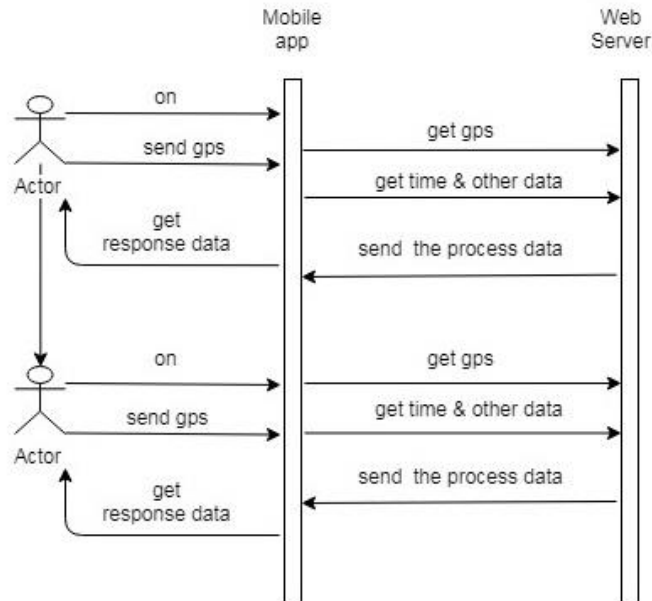 Mobile
app
Web
Server
on
get gps
send gps
get time & other data
Actor
get
response data
send the process data
on
get gps
get time & other data
send gps
Actor
send the process data
get
response data